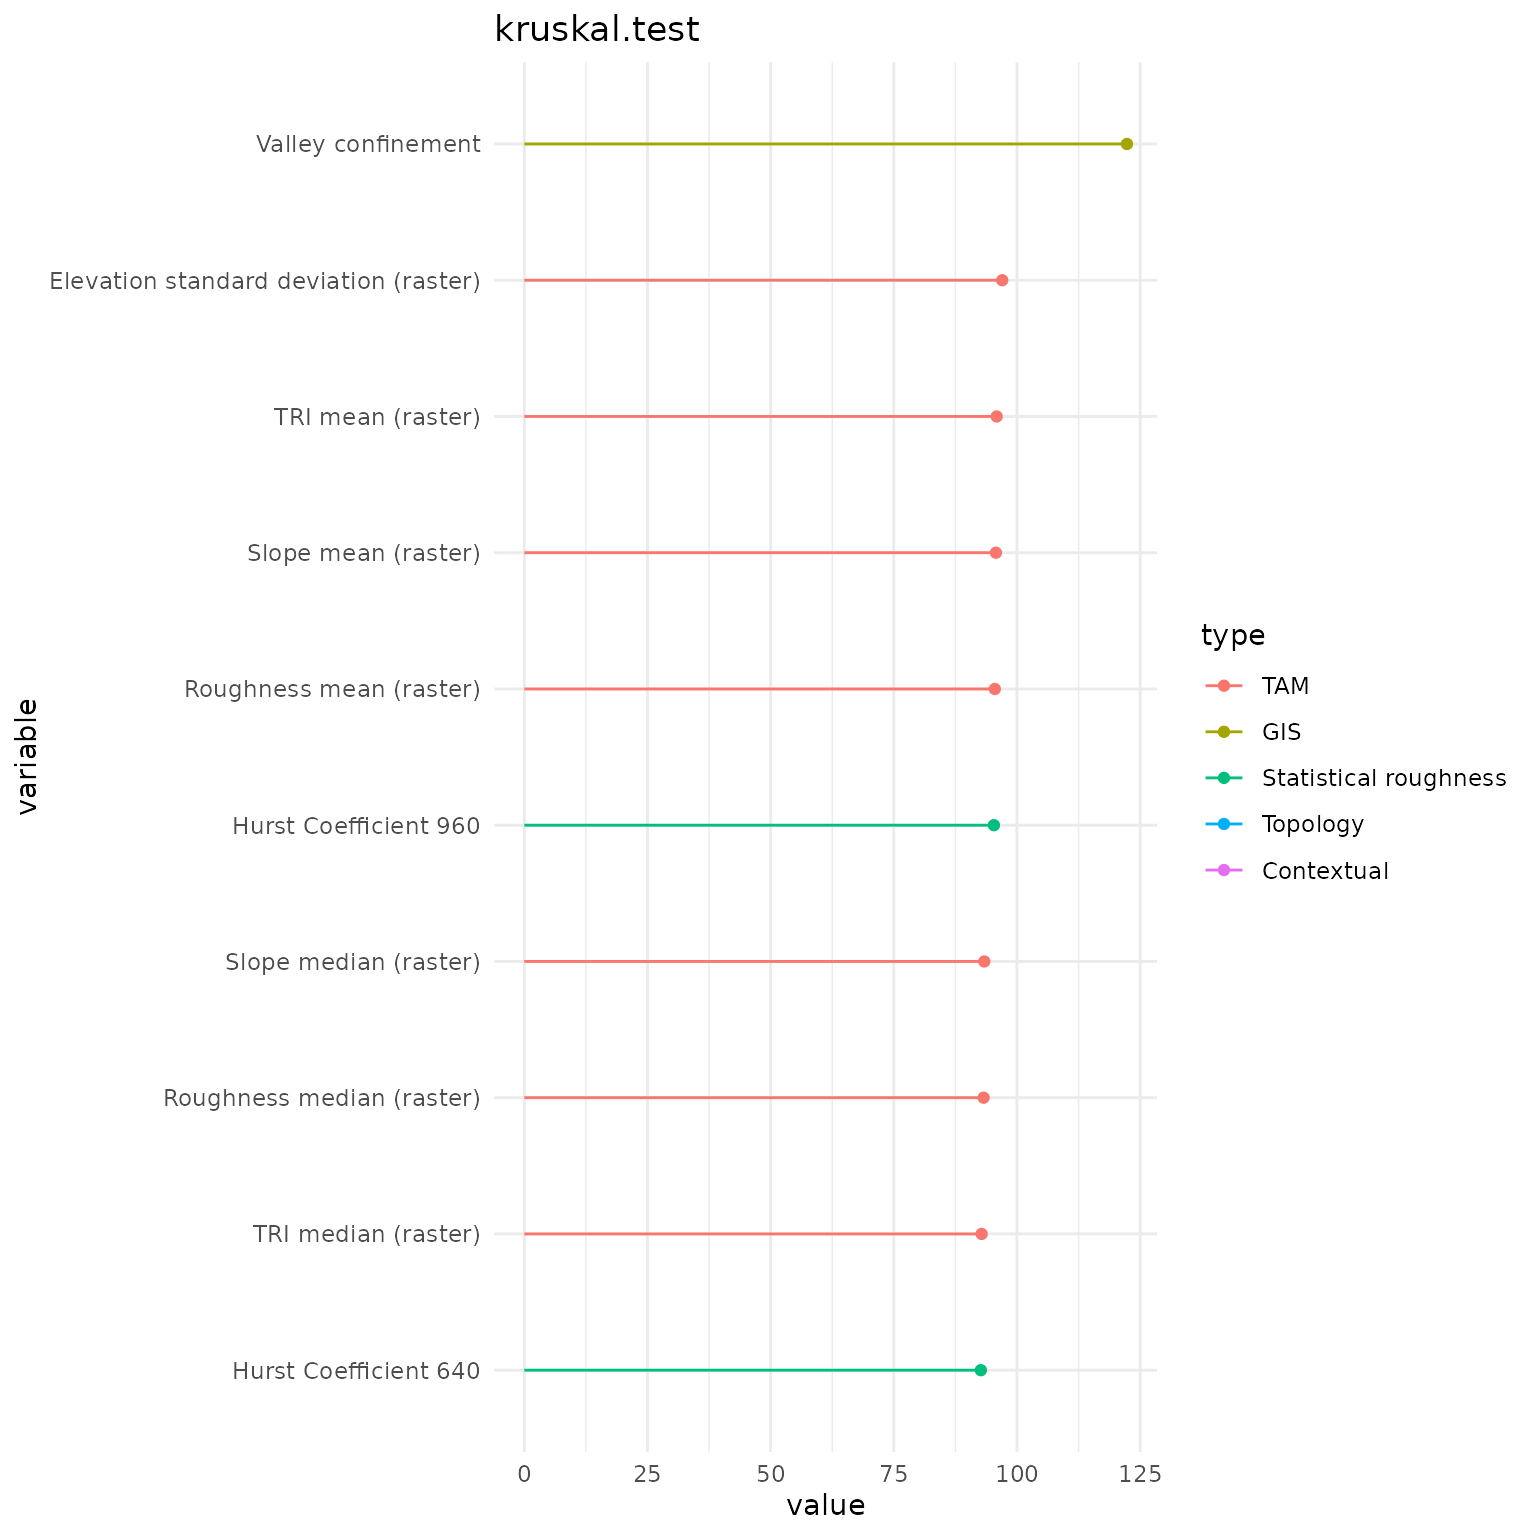 kruskal.test
Valley confinement
Elevation standard deviation (raster)
TRI mean (raster)
Slope mean (raster)
Roughness mean (raster)
Hurst Coefficient 960
Slope median (raster)
Roughness median (raster)
TRI median (raster)
Hurst Coefficient 640
variable
0 25 50 75 100 125
value
type
TAM
GIS
Statistical roughness
Topology
Contextual